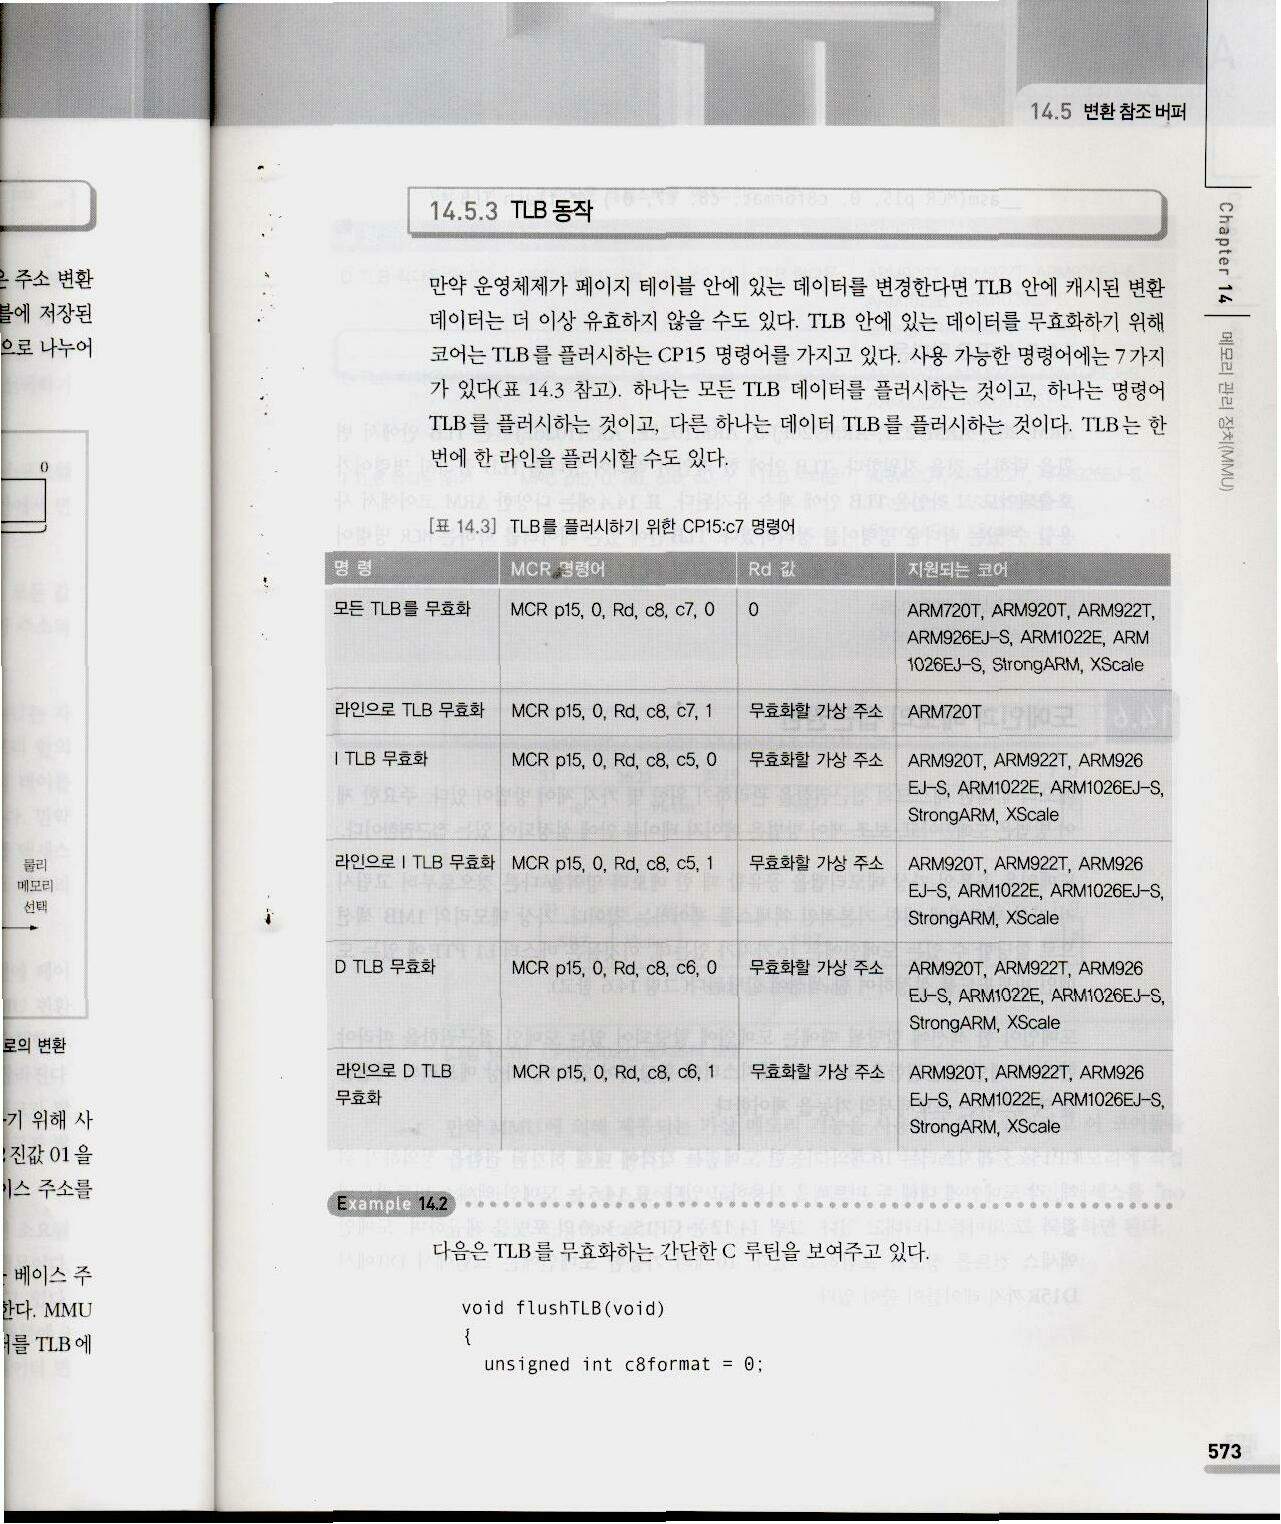 은 주소 변환
블에 저장된
으로 나누어
0
물리
메모리
선택
로의 변환
기 위해 사
진값 01을
이스 주소를
베이스 주
한다. MMU
를 TLB에
14.5 변환 참조 버퍼
Chapter 14
메모리 관리 장치(MMU)
14.5.3 TLB 동작
만약 운영체제가 페이지 테이블 안에 있는 데이터를 변경한다면 TLB 안에 캐시된 변환
데이터는 더 이상 유효하지 않을 수도 있다. TLB 안에 있는 데이터를 무효화하기 위해
코어는 TLB를 플러시하는 CP15 명령어를 가지고 있다. 사용 가능한 명령어에는 7가지
가 있다(표 14.3 참고). 하나는 모든 TLB 데이터를 플러시하는 것이고, 하나는 명령어
TLB를 플러시하는 것이고, 다른 하나는 데이터 TLB를 플러시하는 것이다. TLB는 한
번에 한 라인을 플러시할 수도 있다.
[표 14.3] TLB를 플러시하기 위한 CP15:c7 명령어
명 령 MCR 명령어 Rd 값 지원되는 코어
모든 TLB를 무효화 MCR p15, 0, Rd, c8, c7, 0 0 ARM720T, ARM920T, ARM922T,
ARM926EJ-S, ARM1022E, ARM
1026EJ-S, StrongARM, XScale
라인으로 TLB 무효화 MCR p15, 0, Rd, c8, c7, 1 무효화할 가상 주소 ARM720T
I TLB 무효화 MCR p15, 0, Rd, c8, c5, 0 무효화할 가상 주소 ARM920T, ARM922T, ARM926
EJ-S, ARM1022E, ARM1026EJ-S,
StrongARM, XScale
라인으로 I TLB 무효화 MCR p15, 0, Rd, c8, c5, 1 무효화할 가상 주소 ARM920T, ARM922T, ARM926
EJ-S, ARM1022E, ARM1026EJ-S,
StrongARM, XScale
D TLB 무효화 MCR p15, 0, Rd, c8, c6, 0 무효화할 가상 주소 ARM920T, ARM922T, ARM926
EJ-S, ARM1022E, ARM1026EJ-S,
StrongARM, XScale
라인으로 D TLB MCR p15, 0, Rd, c8, c6, 1 무효화할 가상 주소 ARM920T, ARM922T, ARM926
무효화 EJ-S, ARM1022E, ARM1026EJ-S,
StrongARM, XScale
Example 14.2
다음은 TLB를 무효화하는 간단한 C 루틴을 보여주고 있다.
void flushTLB(void)
{
unsigned int c8format = 0;
573